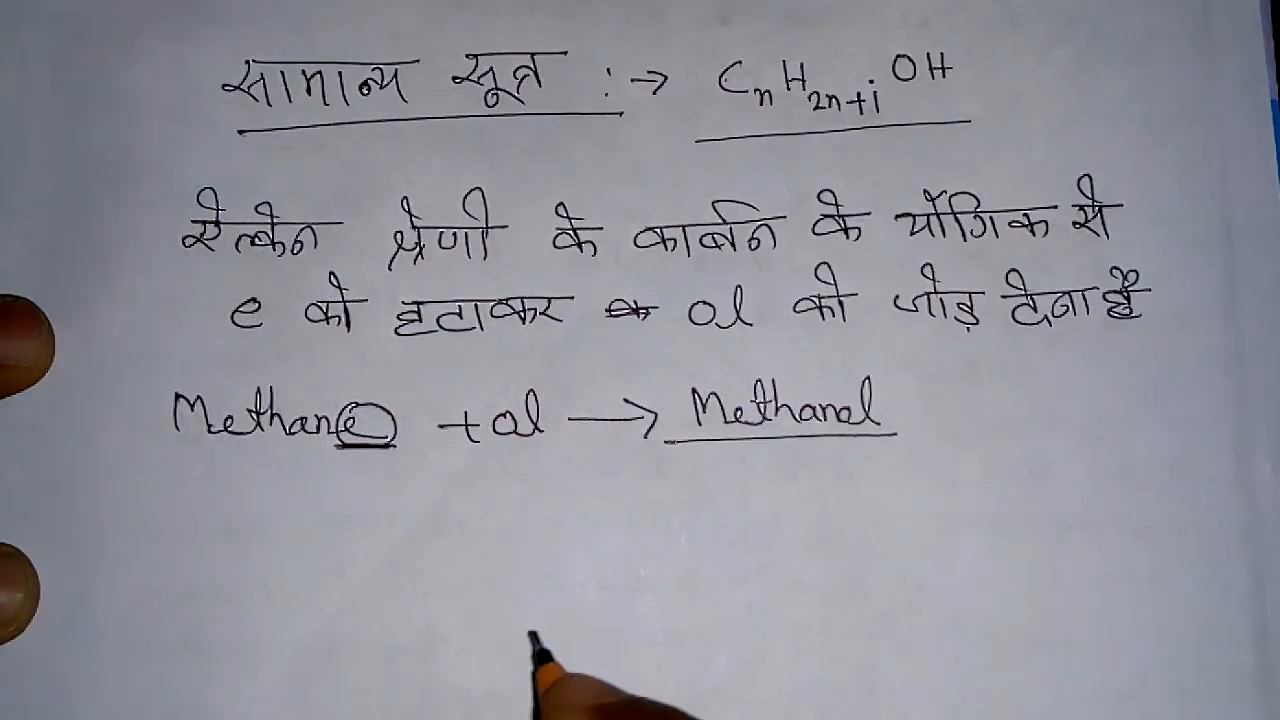 सामान्य सूत्र :→ CnH2n+1OH
ऐल्केन श्रेणी के कार्बन के यौगिक से
e को हटाकर ol को जोड़ देना है
Methane + ol → Methanol